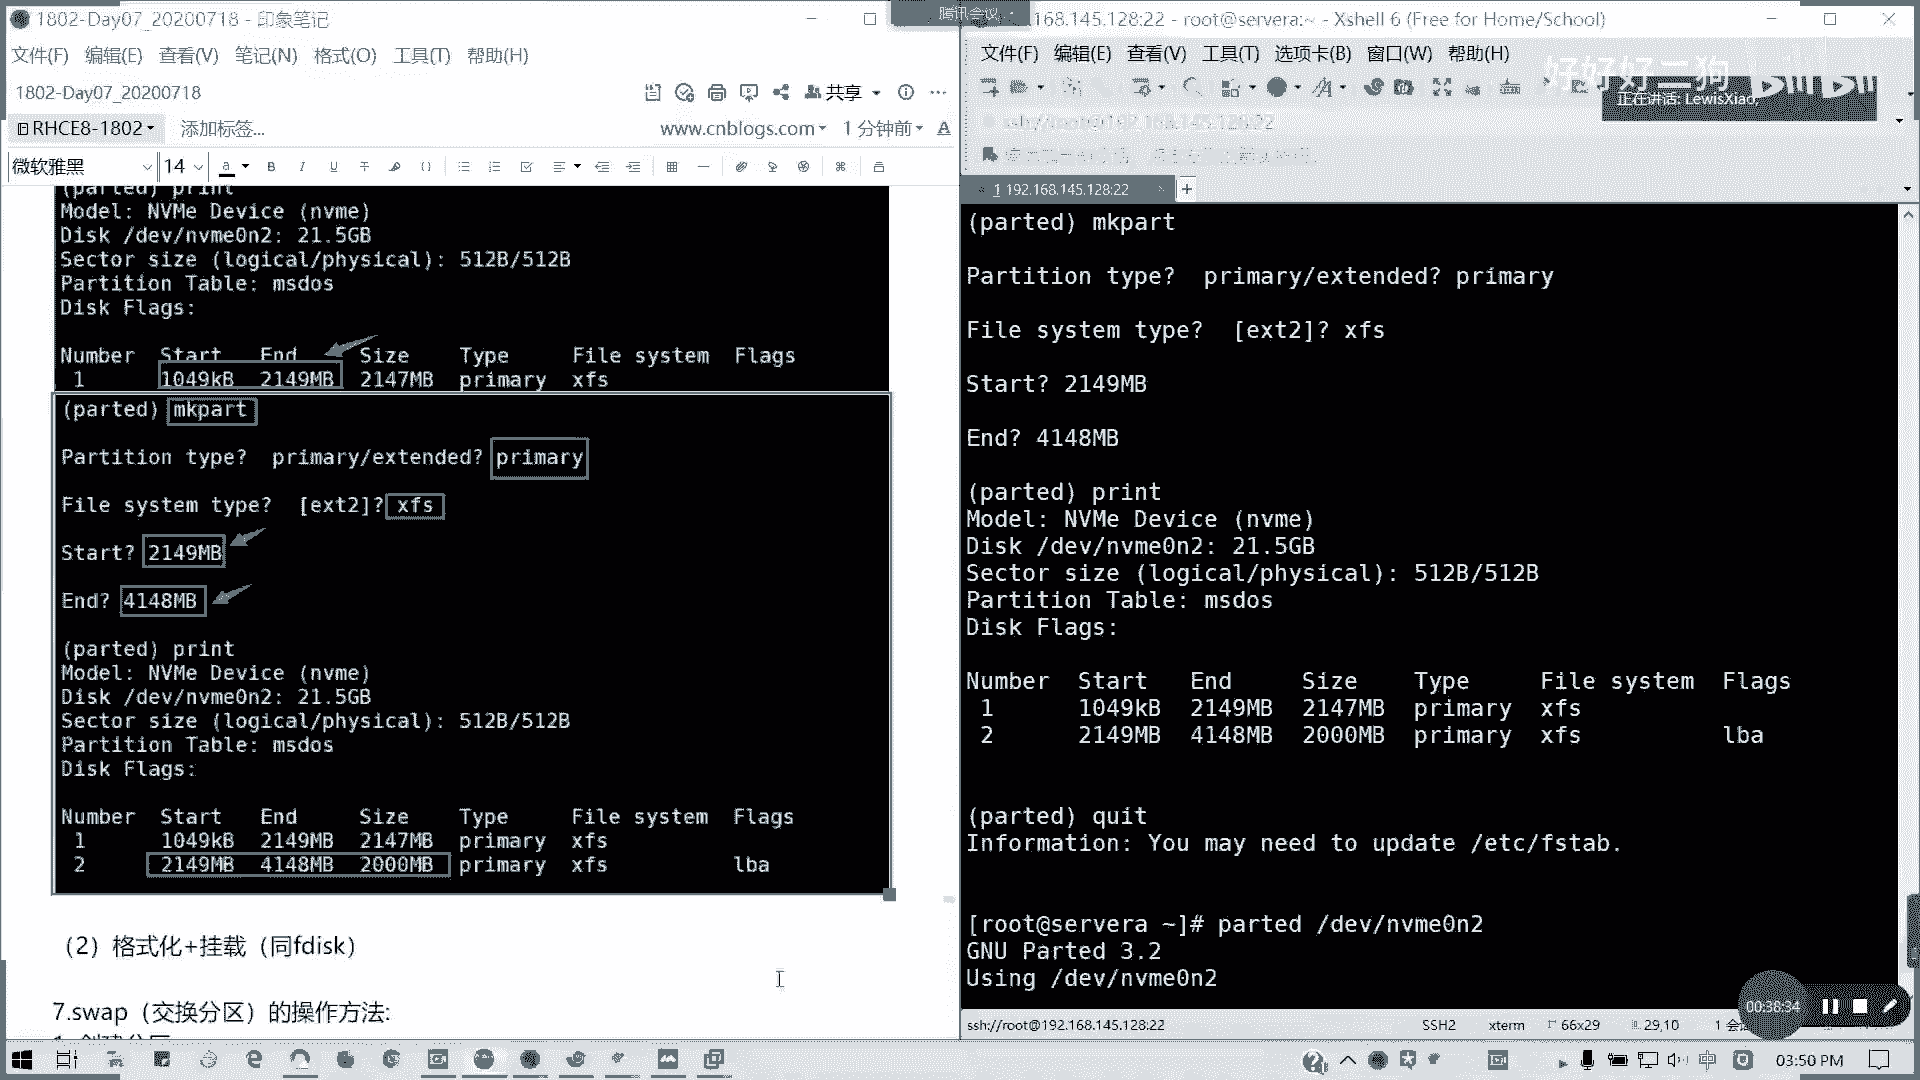 1802-Day07_20200718 - 印象笔记
文件(F) 编辑(E) 查看(V) 笔记(N) 格式(O) 工具(T) 帮助(H)
1802-Day07_20200718
共享
RHCE8-1802
添加标签...
www.cnblogs.com
1 分钟前
微软雅黑 14
(parted) print
Model: NVMe Device (nvme)
Disk /dev/nvme0n2: 21.5GB
Sector size (logical/physical): 512B/512B
Partition Table: msdos
Disk Flags:
Number Start End Size Type File system Flags
1 1049kB 2149MB 2147MB primary xfs
(parted) mkpart
Partition type? primary/extended? primary
File system type? [ext2]? xfs
Start? 2149MB
End? 4148MB
(parted) print
Model: NVMe Device (nvme)
Disk /dev/nvme0n2: 21.5GB
Sector size (logical/physical): 512B/512B
Partition Table: msdos
Disk Flags:
Number Start End Size Type File system Flags
1 1049kB 2149MB 2147MB primary xfs
2 2149MB 4148MB 2000MB primary xfs lba
（2）格式化+挂载（同fdisk）
7.swap（交换分区）的操作方法:
腾讯会议
168.145.128:22 - root@servera:~ - Xshell 6 (Free for Home/School)
文件(F) 编辑(E) 查看(V) 工具(T) 选项卡(B) 窗口(W) 帮助(H)
好好好二狗
bilibili
正在讲话: LewisXiao;
ssh://root@192.168.145.128:22
1 192.168.145.128:22
(parted) mkpart
Partition type? primary/extended? primary
File system type? [ext2]? xfs
Start? 2149MB
End? 4148MB
(parted) print
Model: NVMe Device (nvme)
Disk /dev/nvme0n2: 21.5GB
Sector size (logical/physical): 512B/512B
Partition Table: msdos
Disk Flags:
Number Start End Size Type File system Flags
1 1049kB 2149MB 2147MB primary xfs
2 2149MB 4148MB 2000MB primary xfs lba
(parted) quit
Information: You may need to update /etc/fstab.
[root@servera ~]# parted /dev/nvme0n2
GNU Parted 3.2
Using /dev/nvme0n2
00:38:34
ssh://root@192.168.145.128:22 SSH2 xterm 66x29 29,10
中
03:50 PM